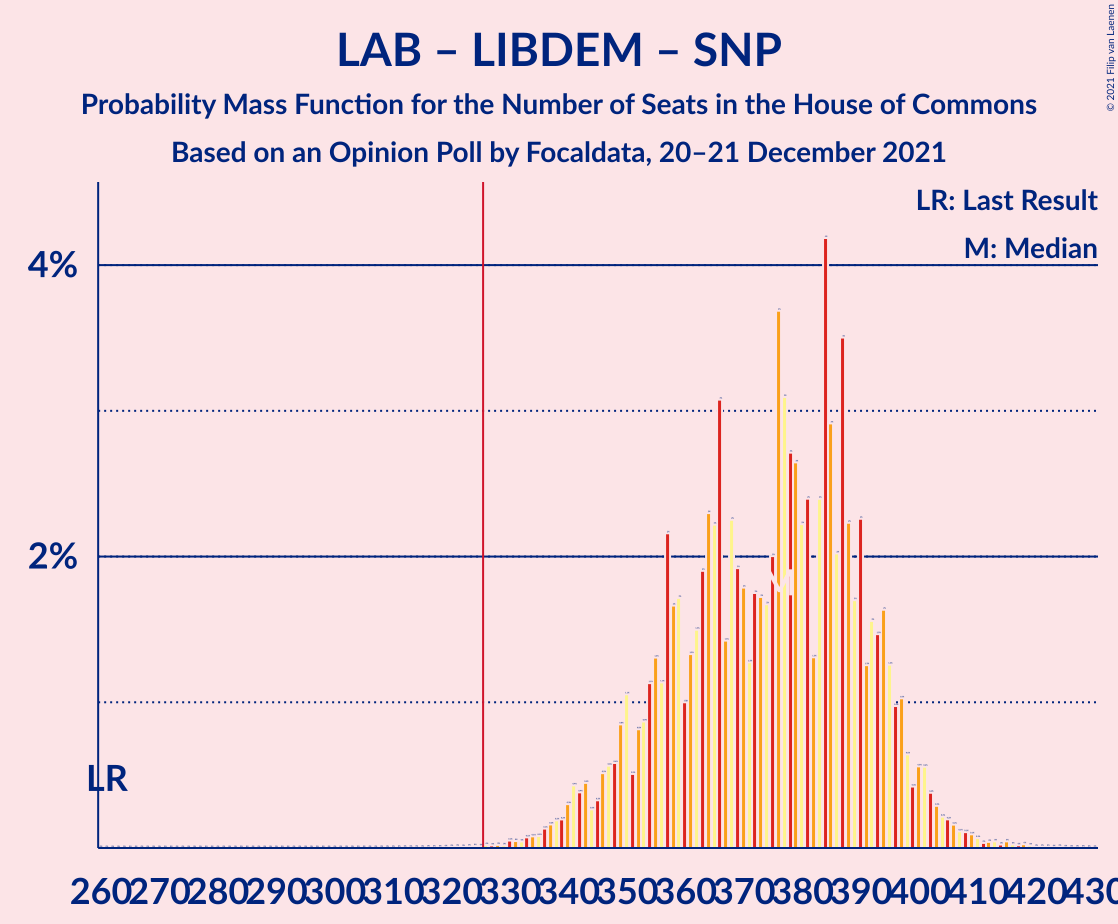 LAB – LIBDEM – SNP
Probability Mass Function for the Number of Seats in the House of Commons
Based on an Opinion Poll by Focaldata, 20–21 December 2021
© 2021 Filip van Laenen
LR: Last Result
M: Median
4%
2%
LR
M
260 270 280 290 300 310 320 330 340 350 360 370 380 390 400 410 420 430